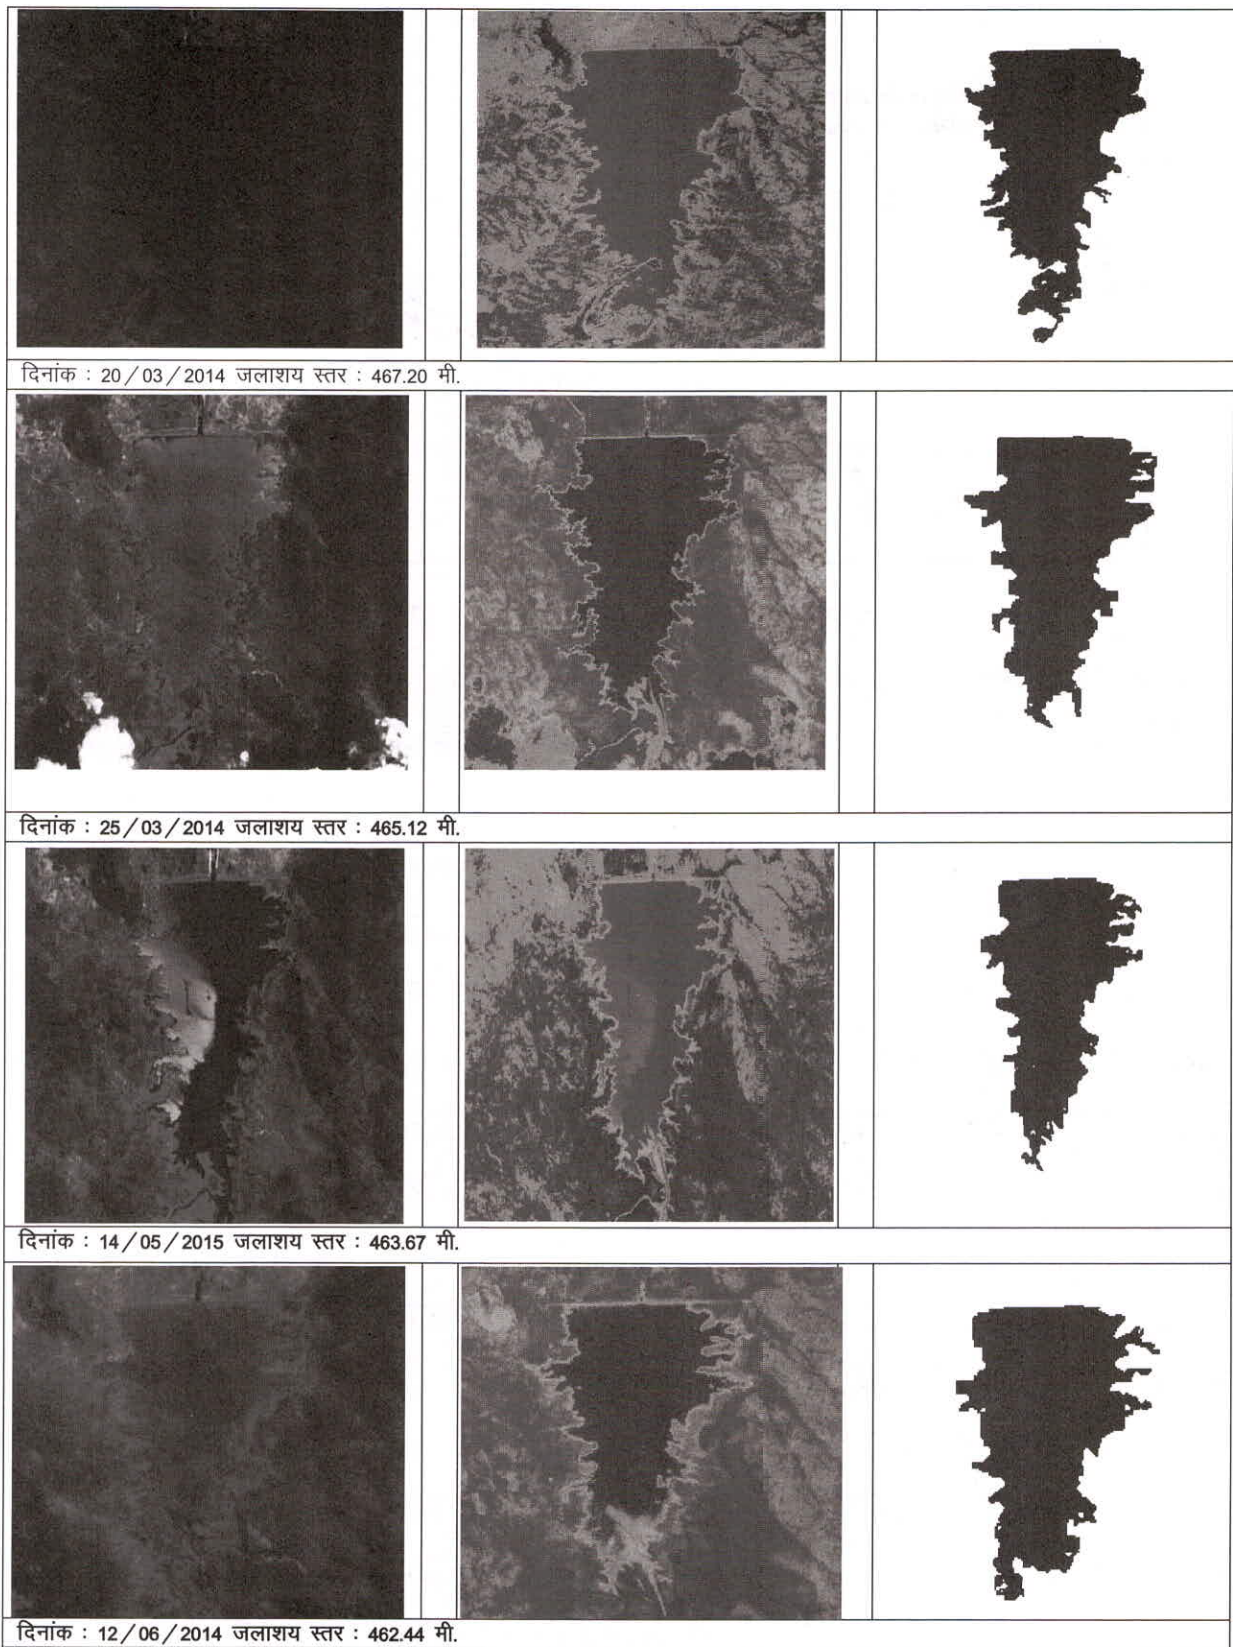 दिनांक : 20/03/2014 जलाशय स्तर : 467.20 मी.
दिनांक : 25/03/2014 जलाशय स्तर : 465.12 मी.
दिनांक : 14/05/2015 जलाशय स्तर : 463.67 मी.
दिनांक : 12/06/2014 जलाशय स्तर : 462.44 मी.